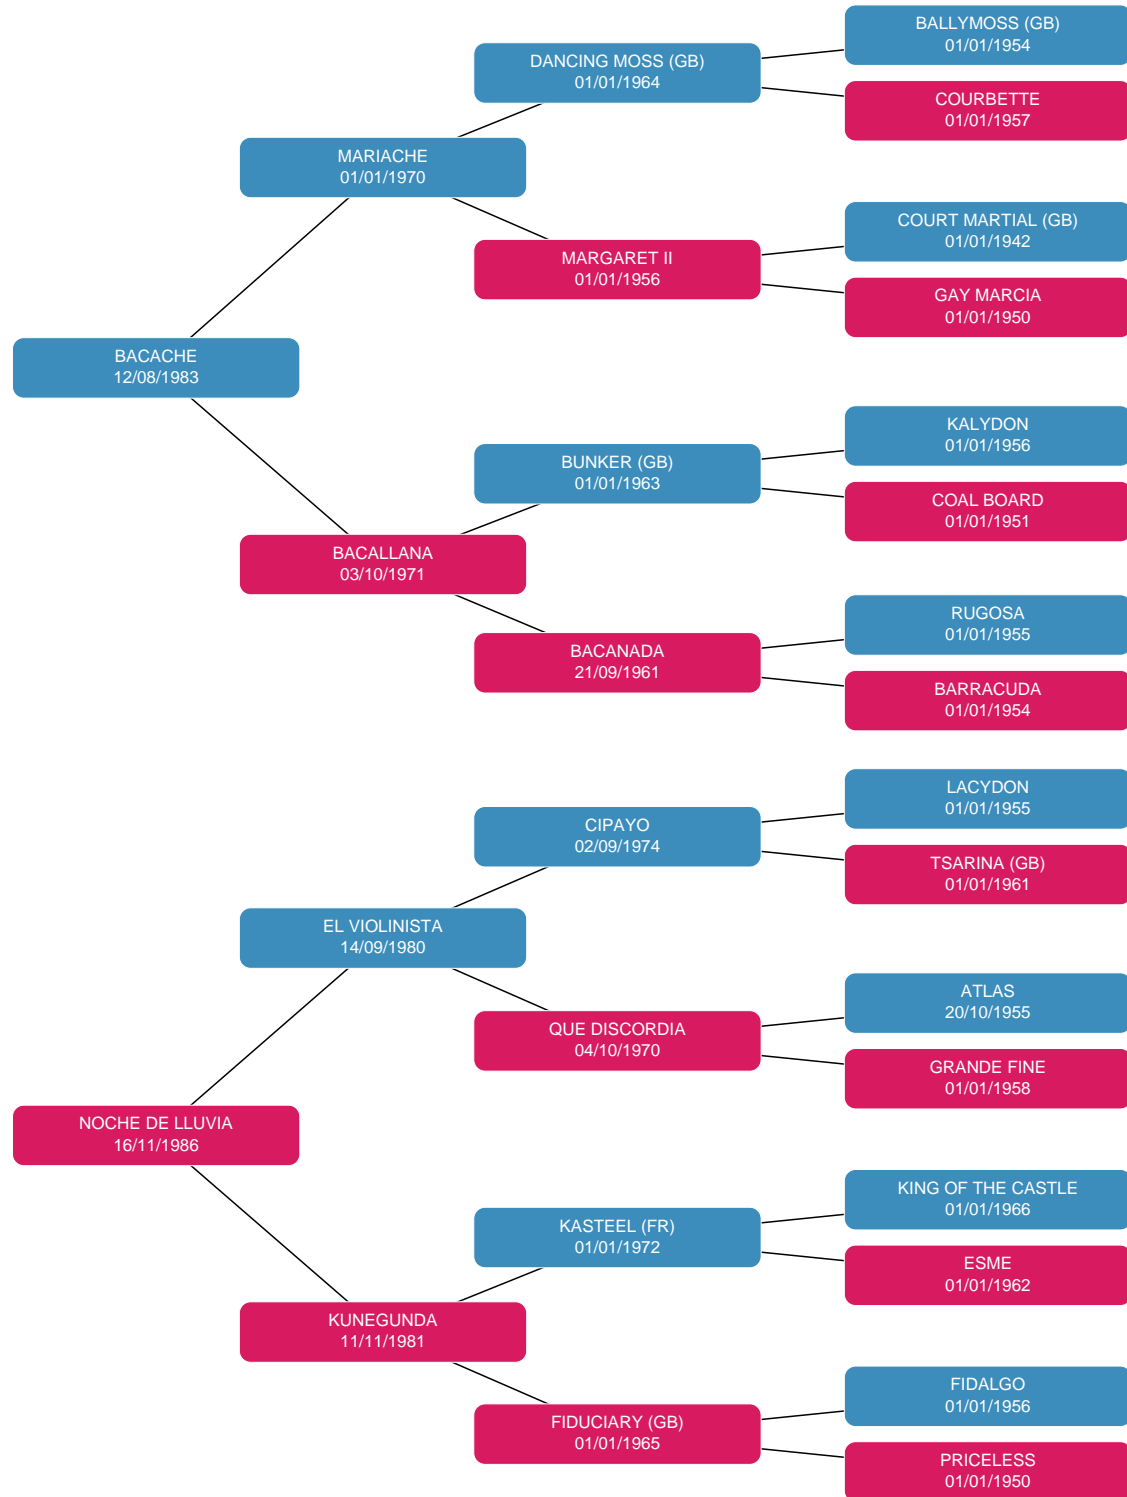 BALLYMOSS (GB)
01/01/1954
DANCING MOSS (GB)
01/01/1964
COURBETTE
01/01/1957
MARIACHE
01/01/1970
COURT MARTIAL (GB)
01/01/1942
MARGARET II
01/01/1956
GAY MARCIA
01/01/1950
BACACHE
12/08/1983
KALYDON
01/01/1956
BUNKER (GB)
01/01/1963
COAL BOARD
01/01/1951
BACALLANA
03/10/1971
RUGOSA
01/01/1955
BACANADA
21/09/1961
BARRACUDA
01/01/1954
LACYDON
01/01/1955
CIPAYO
02/09/1974
TSARINA (GB)
01/01/1961
EL VIOLINISTA
14/09/1980
ATLAS
20/10/1955
QUE DISCORDIA
04/10/1970
GRANDE FINE
01/01/1958
NOCHE DE LLUVIA
16/11/1986
KING OF THE CASTLE
01/01/1966
KASTEEL (FR)
01/01/1972
ESME
01/01/1962
KUNEGUNDA
11/11/1981
FIDALGO
01/01/1956
FIDUCIARY (GB)
01/01/1965
PRICELESS
01/01/1950